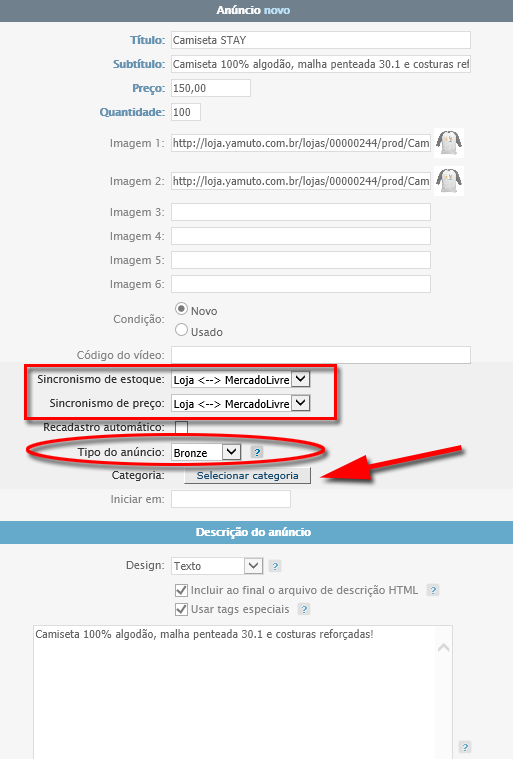 Anúncio novo
Título: Camiseta STAY
Subtítulo: Camiseta 100% algodão, malha penteada 30.1 e costuras ref
Preço: 150,00
Quantidade: 100
Imagem 1: http://loja.yamuto.com.br/lojas/00000244/prod/Cam
Imagem 2: http://loja.yamuto.com.br/lojas/00000244/prod/Cam
Imagem 3:
Imagem 4:
Imagem 5:
Imagem 6:
Condição: Novo
Usado
Código do vídeo:
Sincronismo de estoque: Loja <--> MercadoLivre
Sincronismo de preço: Loja <--> MercadoLivre
Recadastro automático:
Tipo do anúncio: Bronze ?
Categoria: Selecionar categoria
Iniciar em:
Descrição do anúncio
Design: Texto ?
Incluir ao final o arquivo de descrição HTML ?
Usar tags especiais ?
Camiseta 100% algodão, malha penteada 30.1 e costuras reforçadas!
?